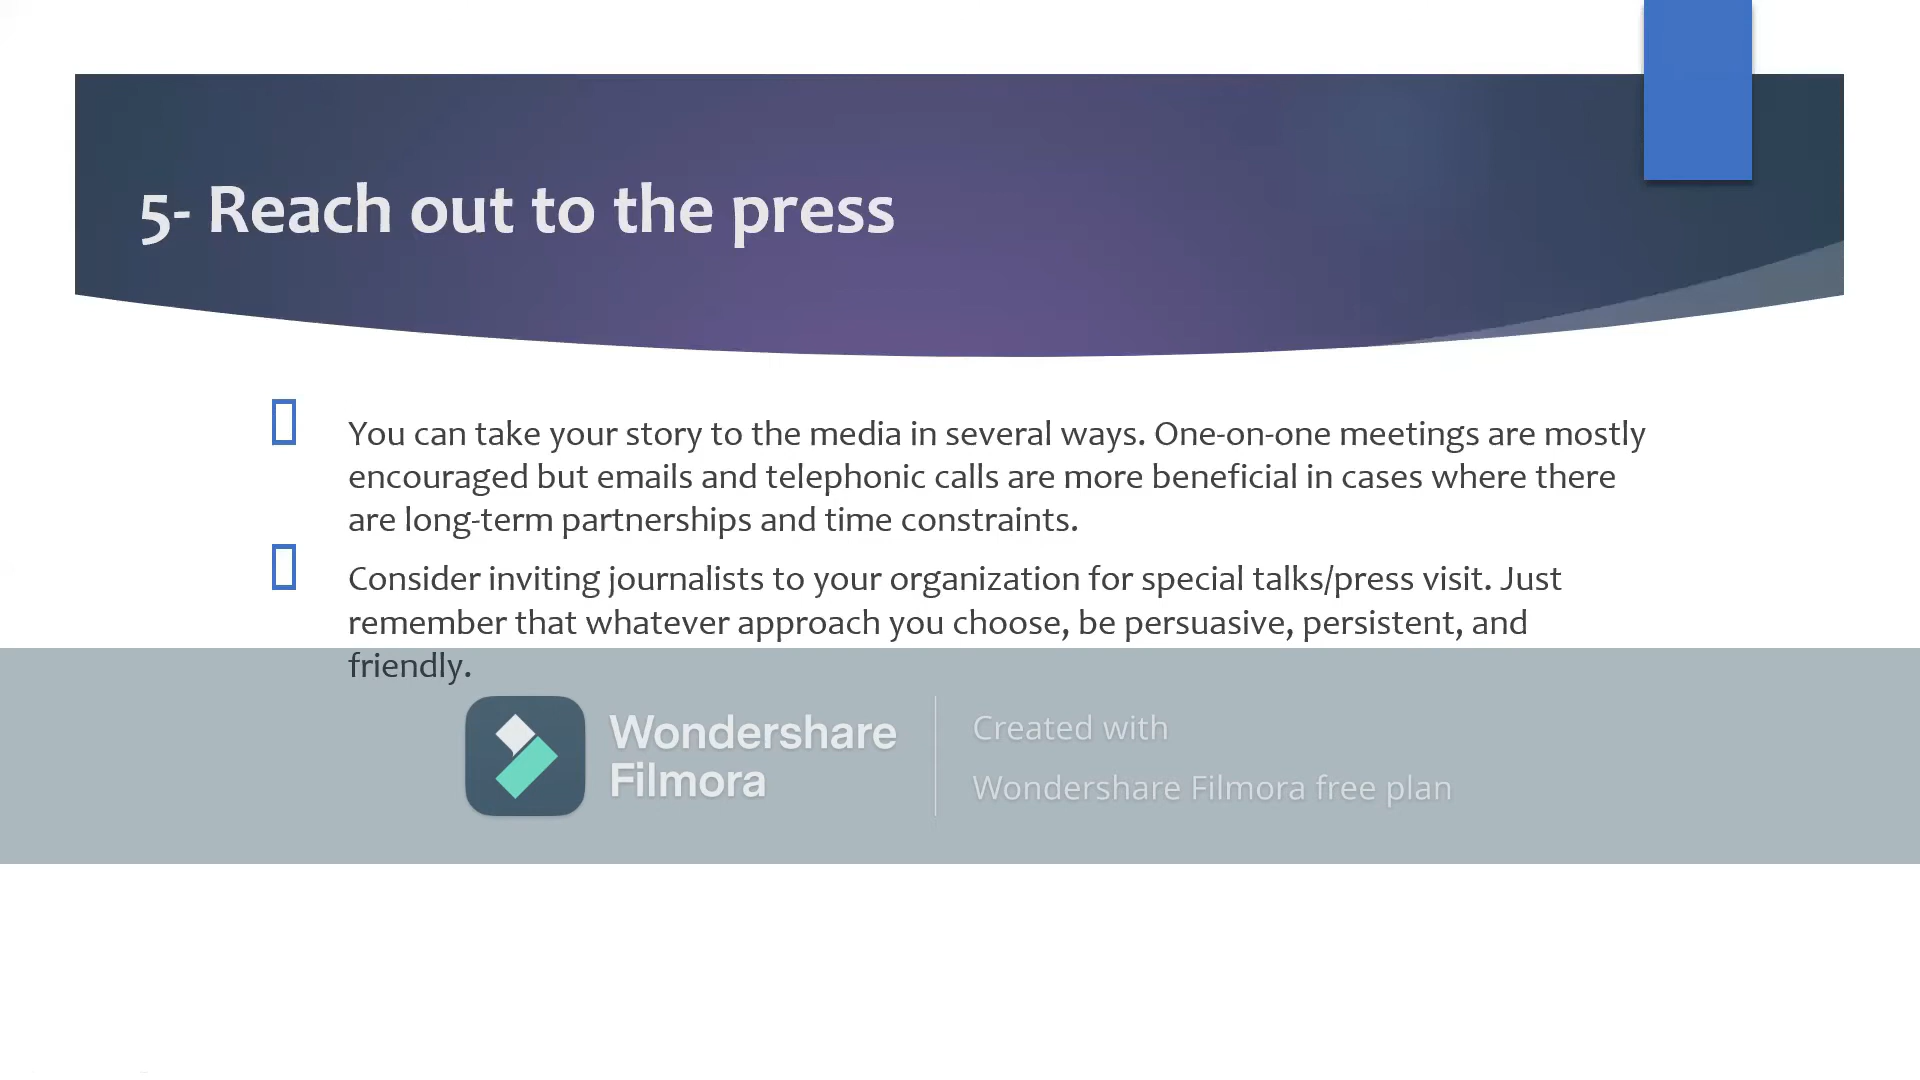 5- Reach out to the press
You can take your story to the media in several ways. One-on-one meetings are mostly
encouraged but emails and telephonic calls are more beneficial in cases where there
are long-term partnerships and time constraints.
Consider inviting journalists to your organization for special talks/press visit. Just
remember that whatever approach you choose, be persuasive, persistent, and
friendly.
Wondershare
Filmora
Created with
Wondershare Filmora free plan